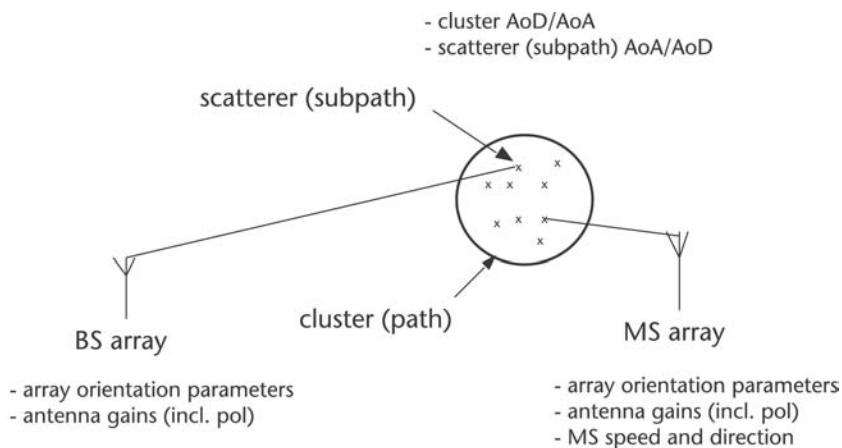 - cluster AoD/AoA
- scatterer (subpath) AoA/AoD
scatterer (subpath)
x x
x x x
x x x
x
cluster (path)
BS array
MS array
- array orientation parameters
- antenna gains (incl. pol)
- array orientation parameters
- antenna gains (incl. pol)
- MS speed and direction